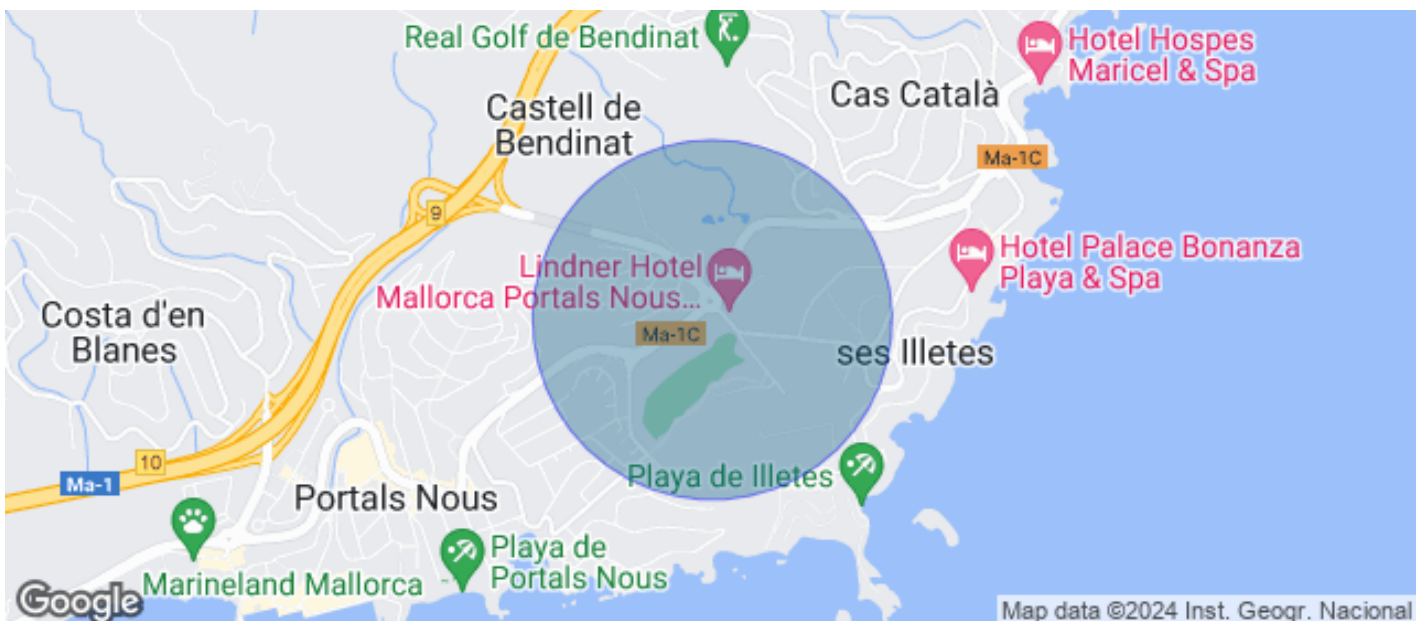 Real Golf de Bendinat
Hotel Hospes
Maricel & Spa
Cas Català
Castell de
Bendinat
Ma-1C
9
Lindner Hotel
Mallorca Portals Nous...
Hotel Palace Bonanza
Playa & Spa
Costa d'en
Blanes
Ma-1C
ses Illetes
10
Ma-1
Playa de Illetes
Portals Nous
Playa de
Portals Nous
Marineland Mallorca
Google
Map data ©2024 Inst. Geogr. Nacional